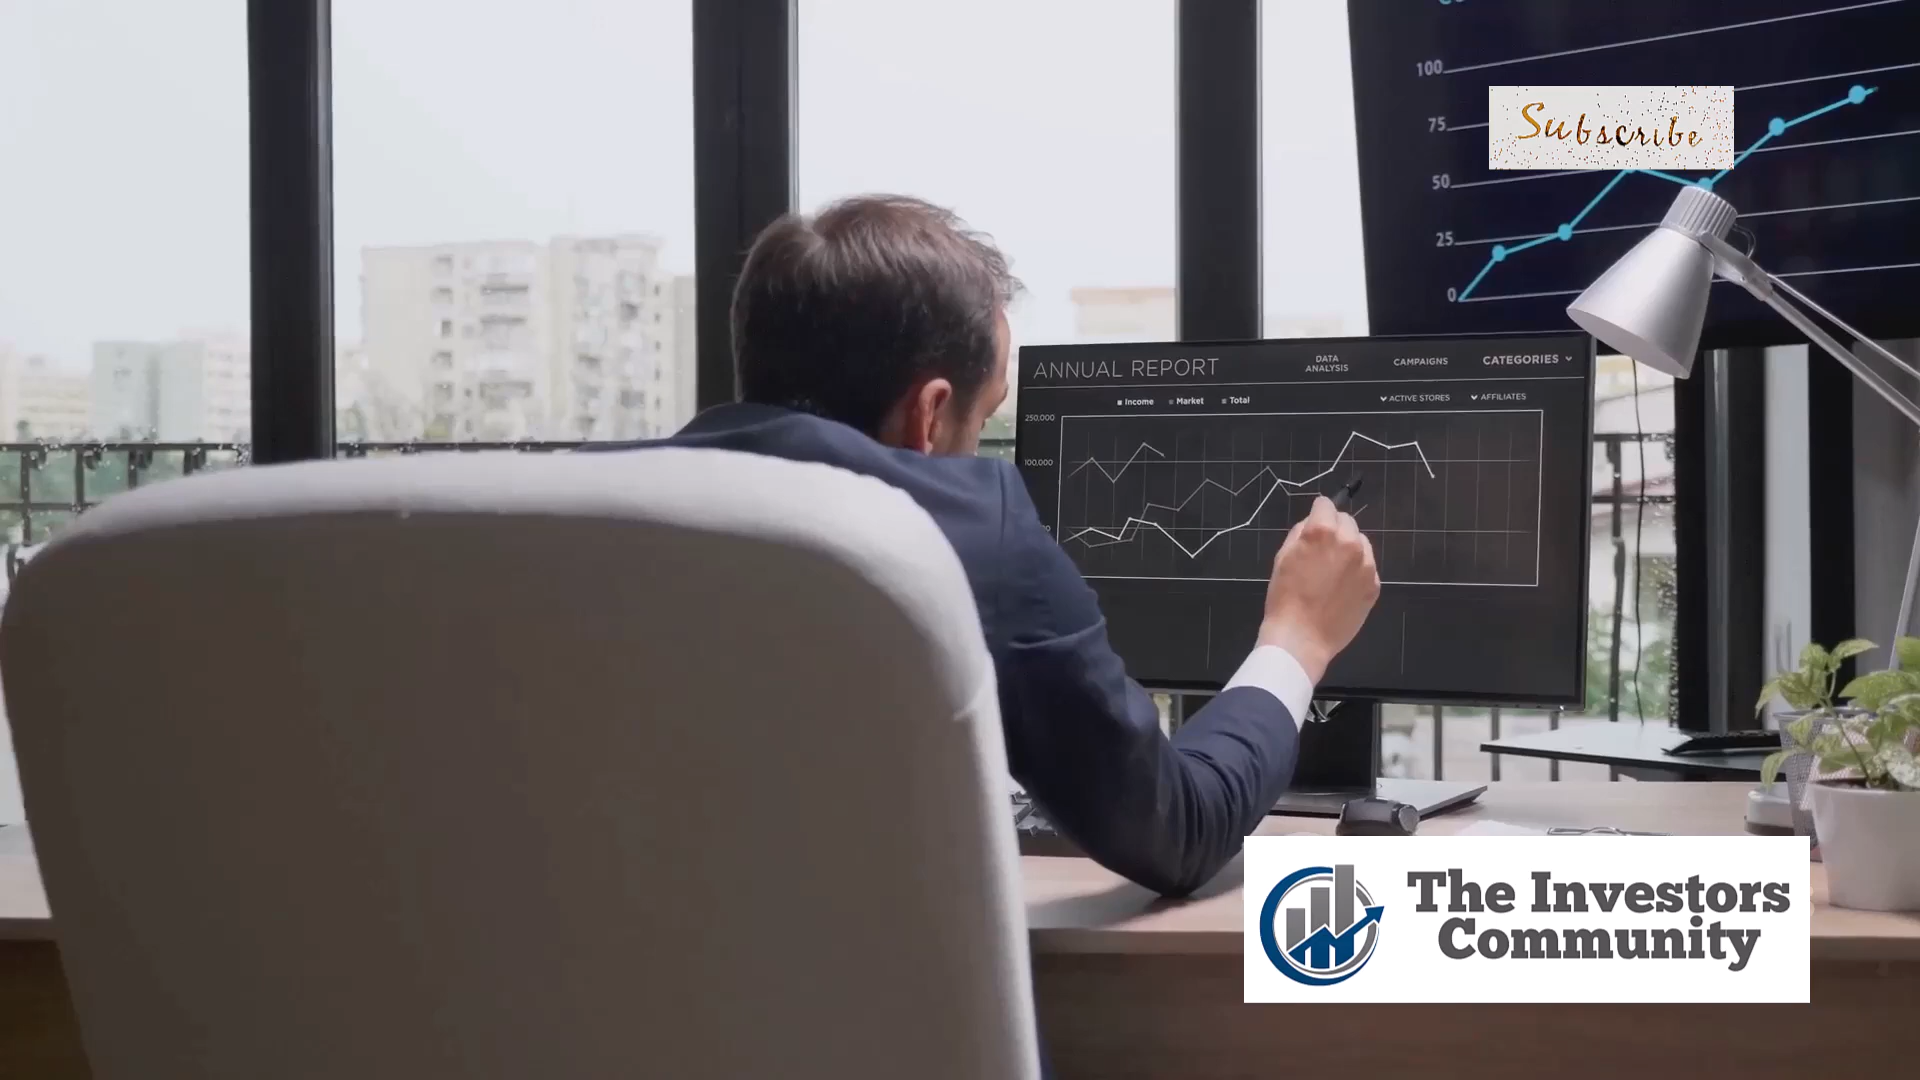 100
75
50
25
0
Subscribe
ANNUAL REPORT
DATA
ANALYSIS
CAMPAIGNS
CATEGORIES
Income
Market
Total
ACTIVE STORES
AFFILIATES
250,000
100,000
The Investors
Community